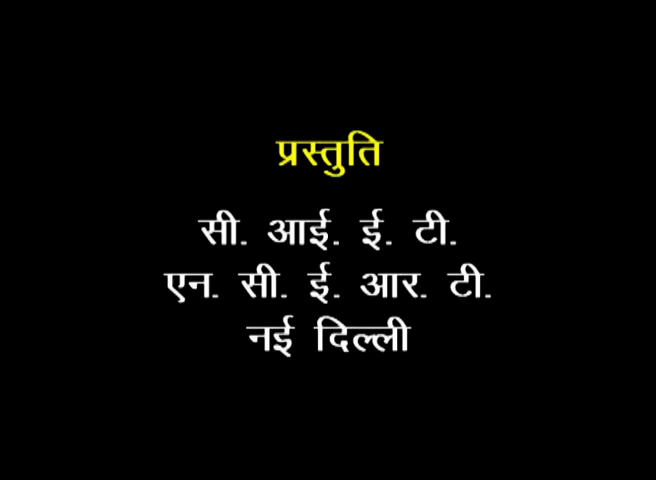 प्रस्तुति
सी. आई. ई. टी.
एन. सी. ई. आर. टी.
नई दिल्ली